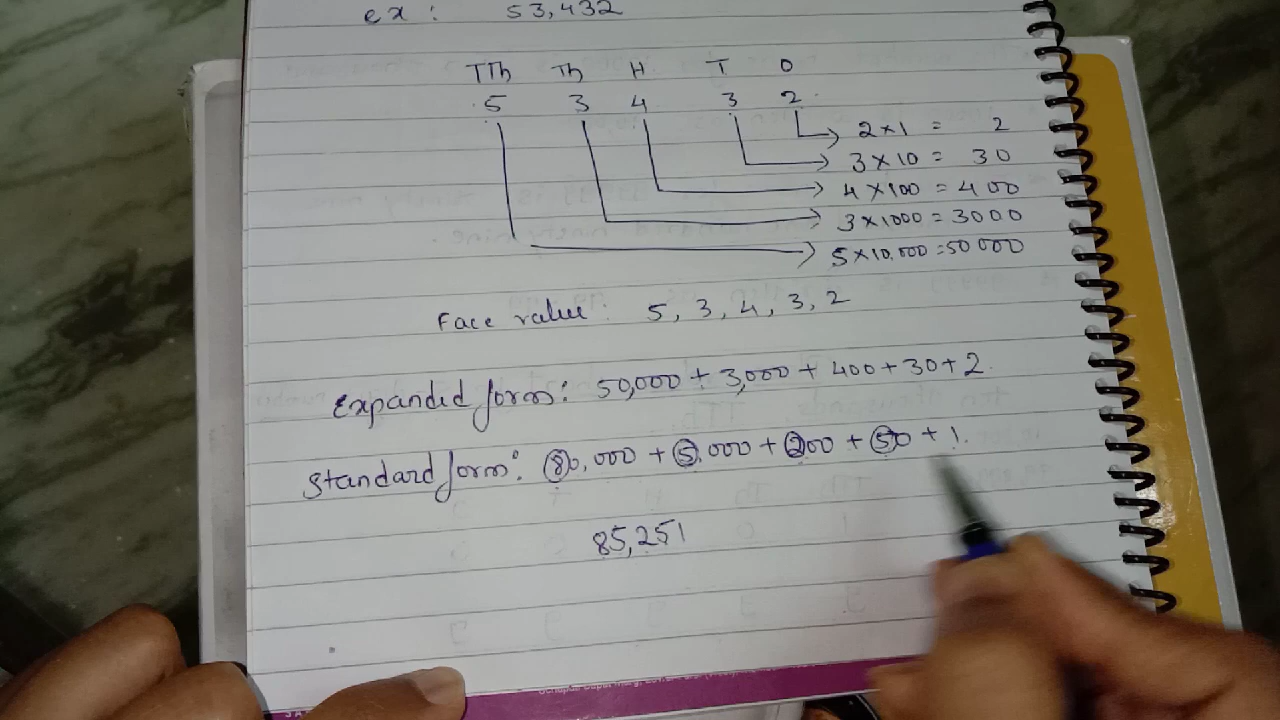 ex : 53,432
TTh Th H T O
5 3 4 3 2
2×1 = 2
3×10 = 30
4×100 = 400
3×1000 = 3000
5×10,000 = 50000
Face value : 5, 3, 4, 3, 2
Expanded form : 50,000 + 3,000 + 400 + 30 + 2
Standard form : 80,000 + 5,000 + 200 + 50 + 1.
85,251